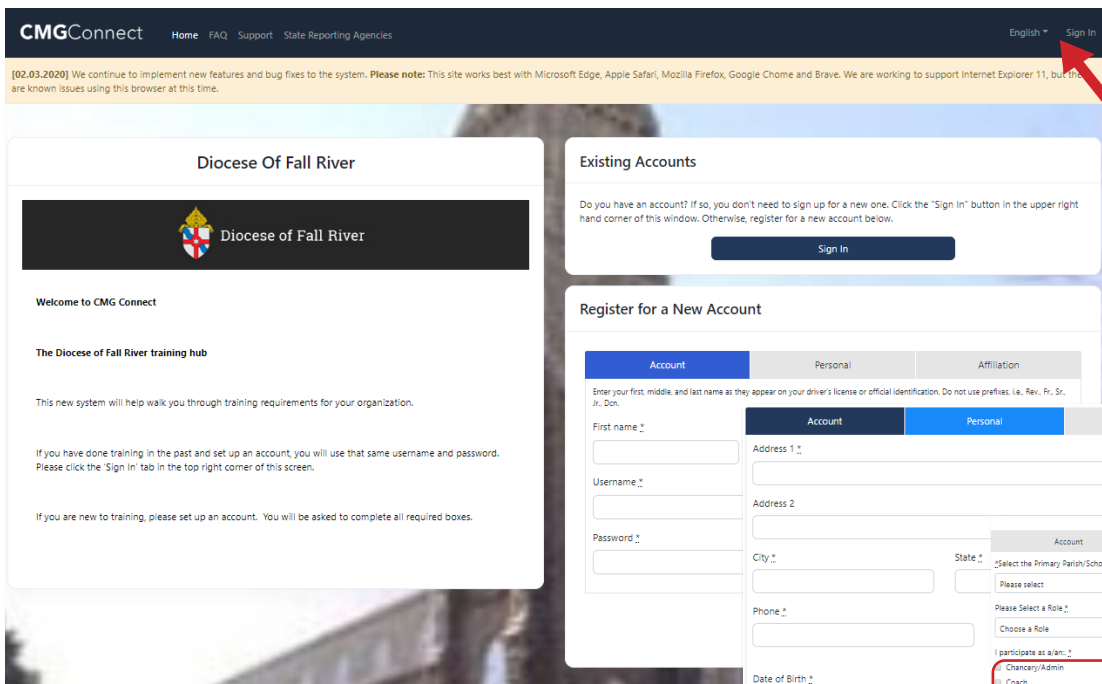 CMGConnect Home FAQ Support State Reporting Agencies English Sign In
[02.03.2020] We continue to implement new features and bug fixes to the system. Please note: This site works best with Microsoft Edge, Apple Safari, Mozilla Firefox, Google Chome and Brave. We are working to support Internet Explorer 11, but the
are known issues using this browser at this time.
Diocese Of Fall River
Diocese of Fall River
Welcome to CMG Connect
The Diocese of Fall River training hub
This new system will help walk you through training requirements for your organization.
If you have done training in the past and set up an account, you will use that same username and password.
Please click the 'Sign In' tab in the top right corner of this screen.
If you are new to training, please set up an account. You will be asked to complete all required boxes.
Existing Accounts
Do you have an account? If so, you don't need to sign up for a new one. Click the "Sign In" button in the upper right
hand corner of this window. Otherwise, register for a new account below.
Sign In
Register for a New Account
Account Personal Affiliation
Enter your first, middle, and last name as they appear on your driver's license or official identification. Do not use prefixes, i.e., Rev., Fr., Sr.,
Jr., Dcn.
First name *
Username *
Password *
Account Personal
Address 1 *
Address 2
City * State *
Phone *
Date of Birth *
Account
*Select the Primary Parish/Scho
Please select
Please Select a Role *
Choose a Role
I participate as a/an: *
Chancery/Admin
Coach